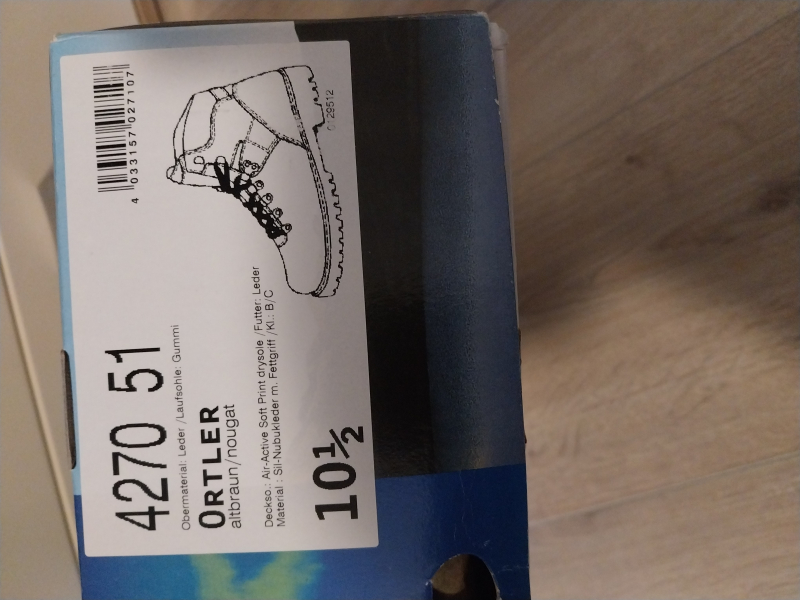 4270 51
Obermaterial: Leder /Laufsohle: Gummi
ORTLER
altbraun/nougat
Deckso.: Air-Active Soft Print drysole /Futter: Leder
Material : Sil-Nubukleder m. Fettgriff /Kl.: B/C
10½
4 033157 027107
0129512